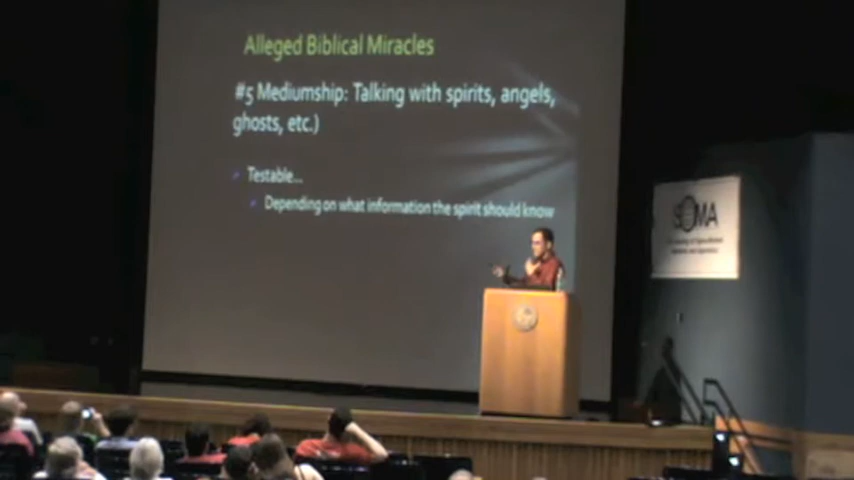 Alleged Biblical Miracles
#5 Mediumship: Talking with spirits, angels,
ghosts, etc.)
Testable...
Depending on what information the spirit should know
SOMA